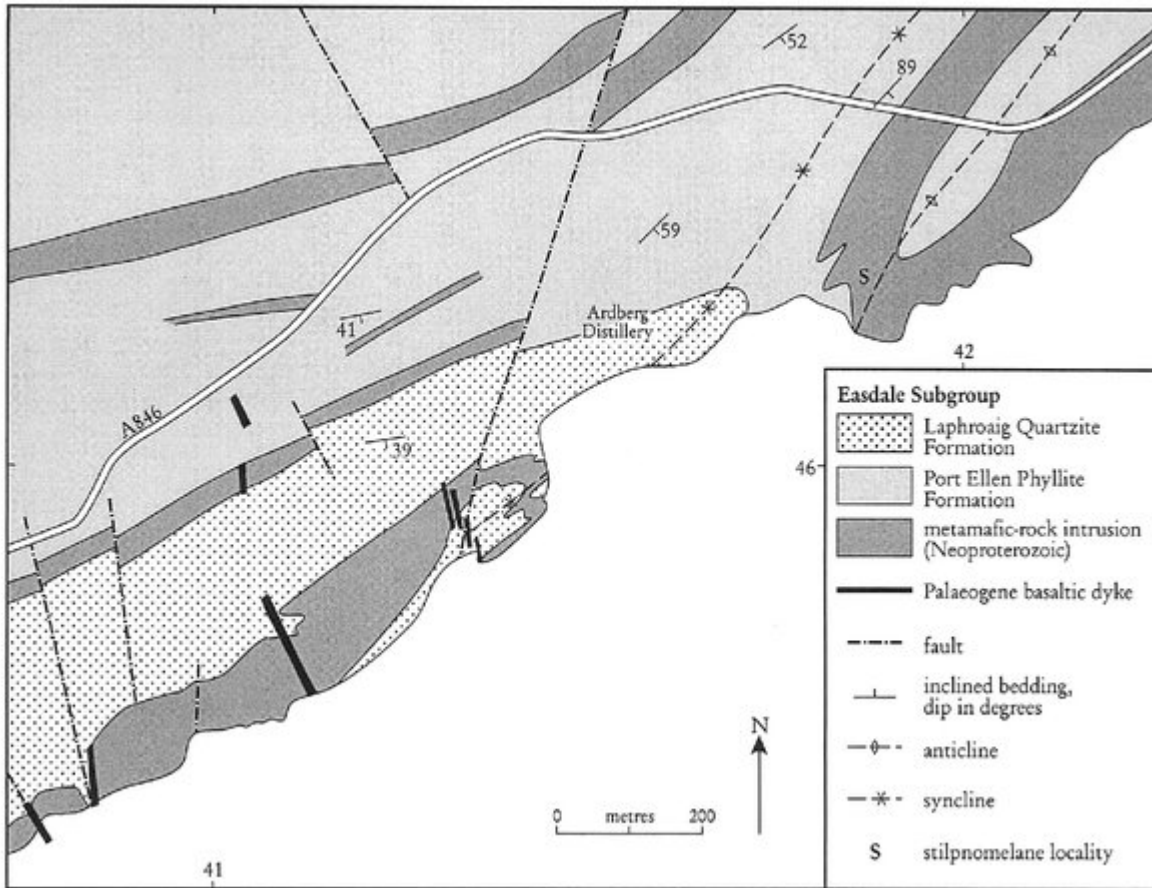 52
89
59
Ardberg
Distillery
41
A846
39
42
46
Easdale Subgroup
Laphroaig Quartzite
Formation
Port Ellen Phyllite
Formation
metamafic-rock intrusion
(Neoproterozoic)
Palaeogene basaltic dyke
fault
inclined bedding,
dip in degrees
anticline
syncline
S stilpnomelane locality
S
N
0 metres 200
41